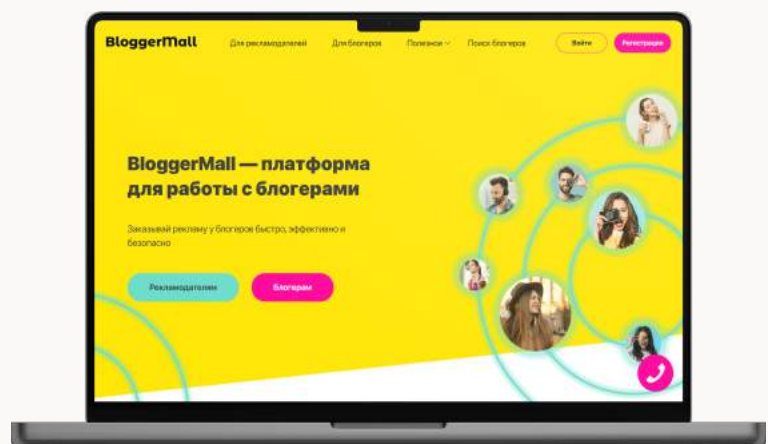 BloggerMall
Для рекламодателей
Для блогеров
Полезное
Поиск блогеров
Войти
Регистрация
BloggerMall — платформа
для работы с блогерами
Заказывай рекламу у блогеров быстро, эффективно и
безопасно
Рекламодателям
Блогерам